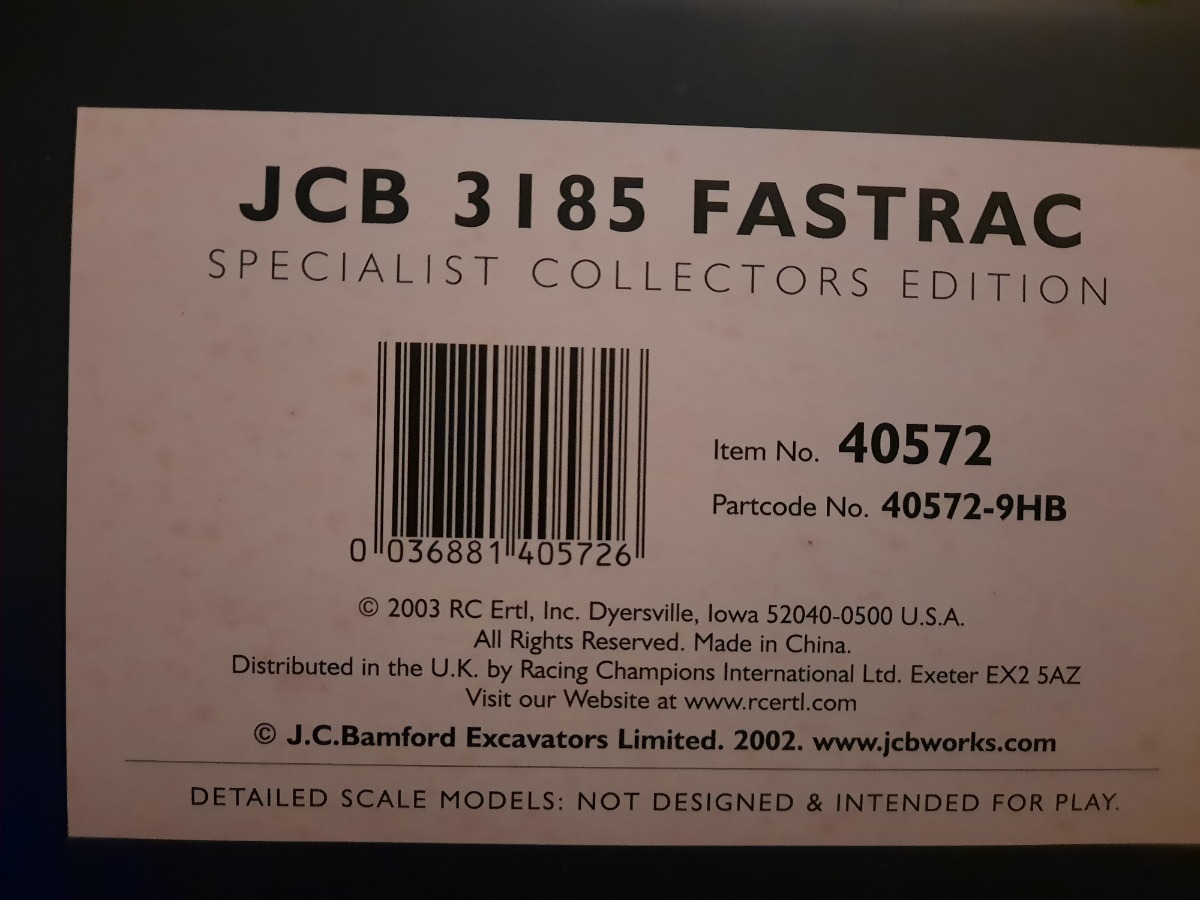 JCB 3185 FASTRAC
SPECIALIST COLLECTORS EDITION
Item No. 40572
Partcode No. 40572-9HB
0 036881 405726
© 2003 RC Ertl, Inc. Dyersville, Iowa 52040-0500 U.S.A.
All Rights Reserved. Made in China.
Distributed in the U.K. by Racing Champions International Ltd. Exeter EX2 5AZ
Visit our Website at www.rcertl.com
© J.C.Bamford Excavators Limited. 2002. www.jcbworks.com
DETAILED SCALE MODELS: NOT DESIGNED & INTENDED FOR PLAY.